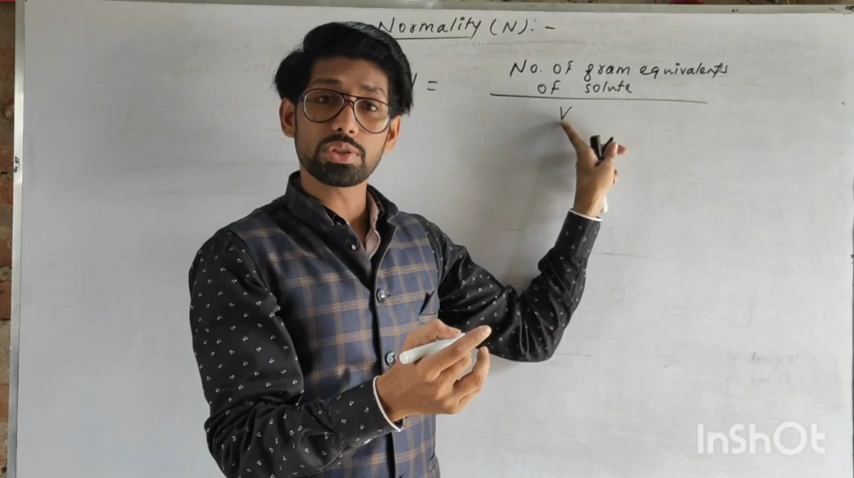 Normality (N):-
N =
No. of gram equivalents
of solute
V
InShOt